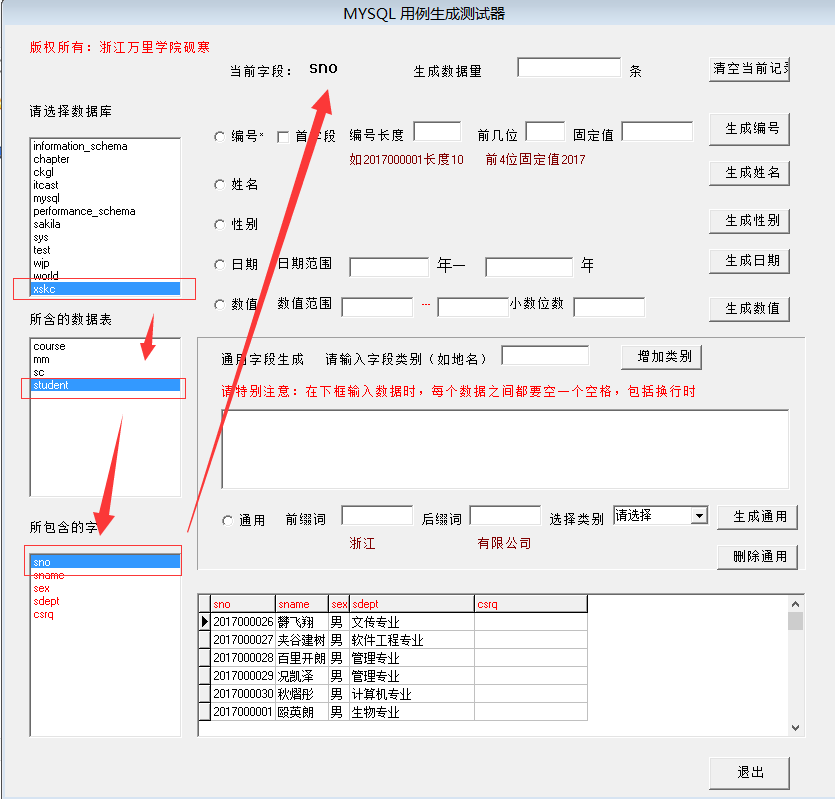 MYSQL 用例生成测试器
版权所有：浙江万里学院砚寒
当前字段： sno 生成数据量 条 清空当前记录
请选择数据库
information_schema
chapter
ckgl
itcast
mysql
performance_schema
sakila
sys
test
wjp
world
xskc
编号* 首字段 编号长度 前几位 固定值 生成编号
如2017000001长度10 前4位固定值2017
姓名 生成姓名
性别 生成性别
日期 日期范围 年一 年 生成日期
数值 数值范围 ... 小数位数 生成数值
所含的数据表
course
mm
sc
student
通用字段生成 请输入字段类别（如地名） 增加类别
请特别注意：在下框输入数据时，每个数据之间都要空一个空格，包括换行时
所包含的字
sno
sname
sex
sdept
csrq
通用 前缀词 后缀词 选择类别 请选择 生成通用
浙江 有限公司
删除通用
sno sname sex sdept csrq
2017000026 飞翔 男 文传专业
2017000027 夹谷建树 男 软件工程专业
2017000028 百里开朗 男 管理专业
2017000029 况凯泽 男 管理专业
2017000030 秋熠彤 男 计算机专业
2017000001 殴英朗 男 生物专业
退出